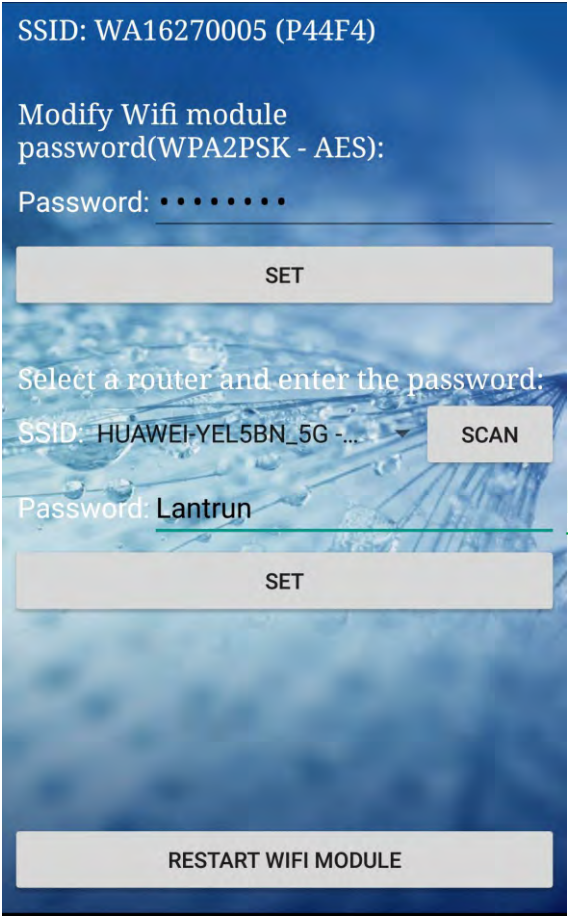 SSID: WA16270005 (P44F4)
Modify Wifi module
password(WPA2PSK - AES):
Password: ••••••••
SET
Select a router and enter the password:
SSID: HUAWEI-YEL5BN_5G -... SCAN
Password: Lantrun
SET
RESTART WIFI MODULE